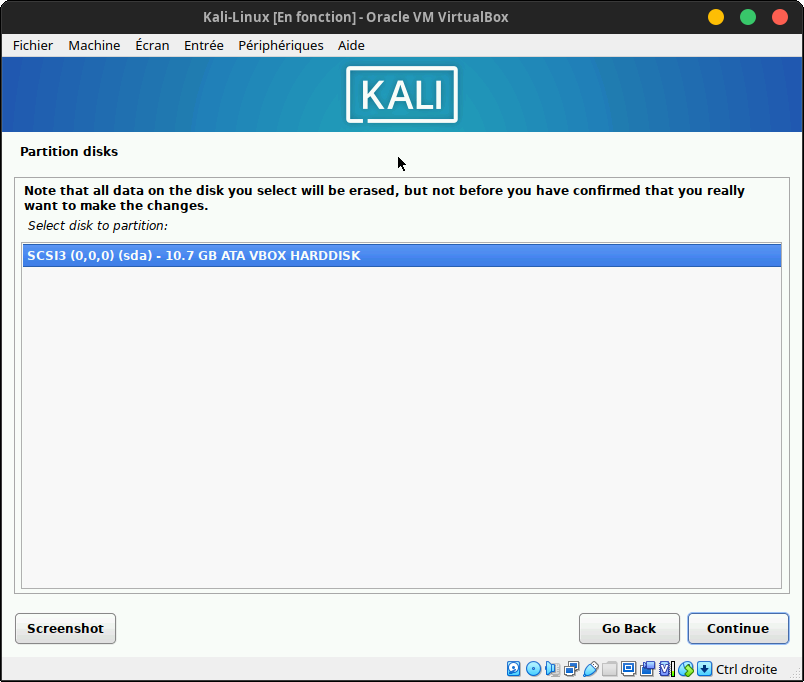 Kali-Linux [En fonction] - Oracle VM VirtualBox
Fichier Machine Écran Entrée Périphériques Aide
KALI
Partition disks
Note that all data on the disk you select will be erased, but not before you have confirmed that you really
want to make the changes.
Select disk to partition:
SCSI3 (0,0,0) (sda) - 10.7 GB ATA VBOX HARDDISK
Screenshot Go Back Continue
Ctrl droite